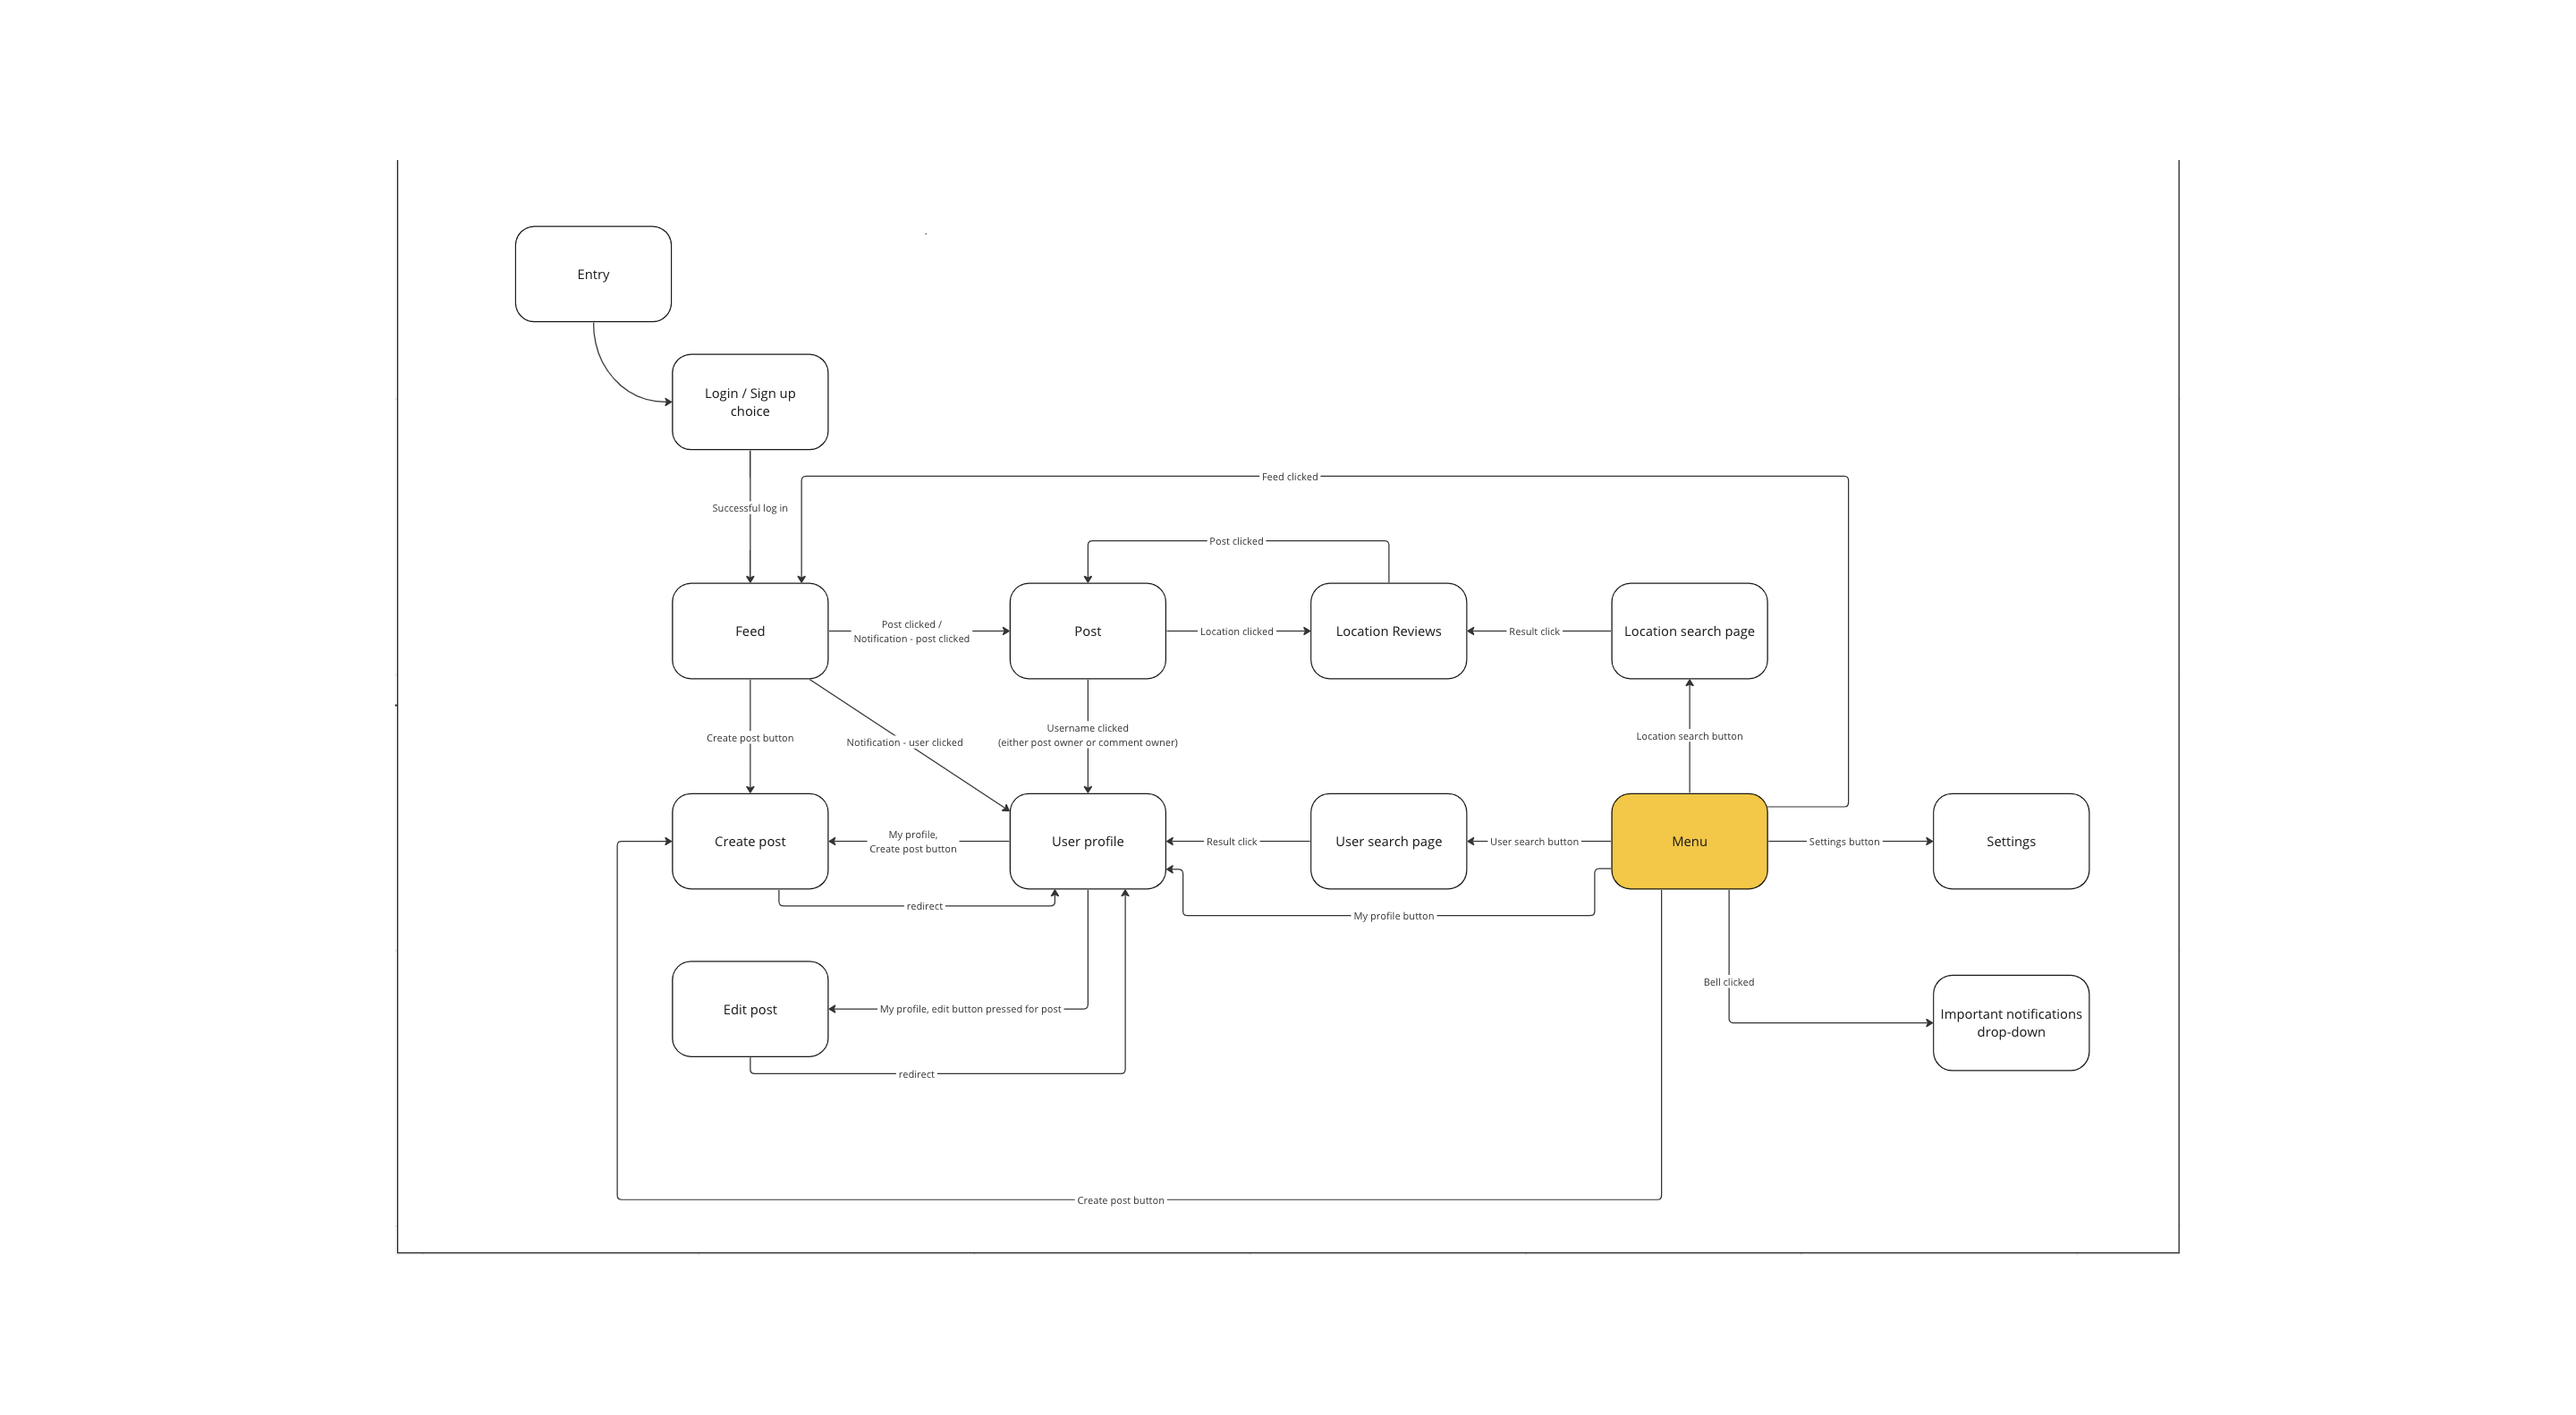 Entry
Login / Sign up
choice
Feed clicked
Successful log in
Post clicked
Feed
Post clicked /
Notification - post clicked
Post
Location clicked
Location Reviews
Result click
Location search page
Create post button
Notification - user clicked
Username clicked
(either post owner or comment owner)
Location search button
Create post
My profile,
Create post button
User profile
Result click
User search page
User search button
Menu
Settings button
Settings
redirect
My profile button
Edit post
My profile, edit button pressed for post
Bell clicked
Important notifications
drop-down
redirect
Create post button